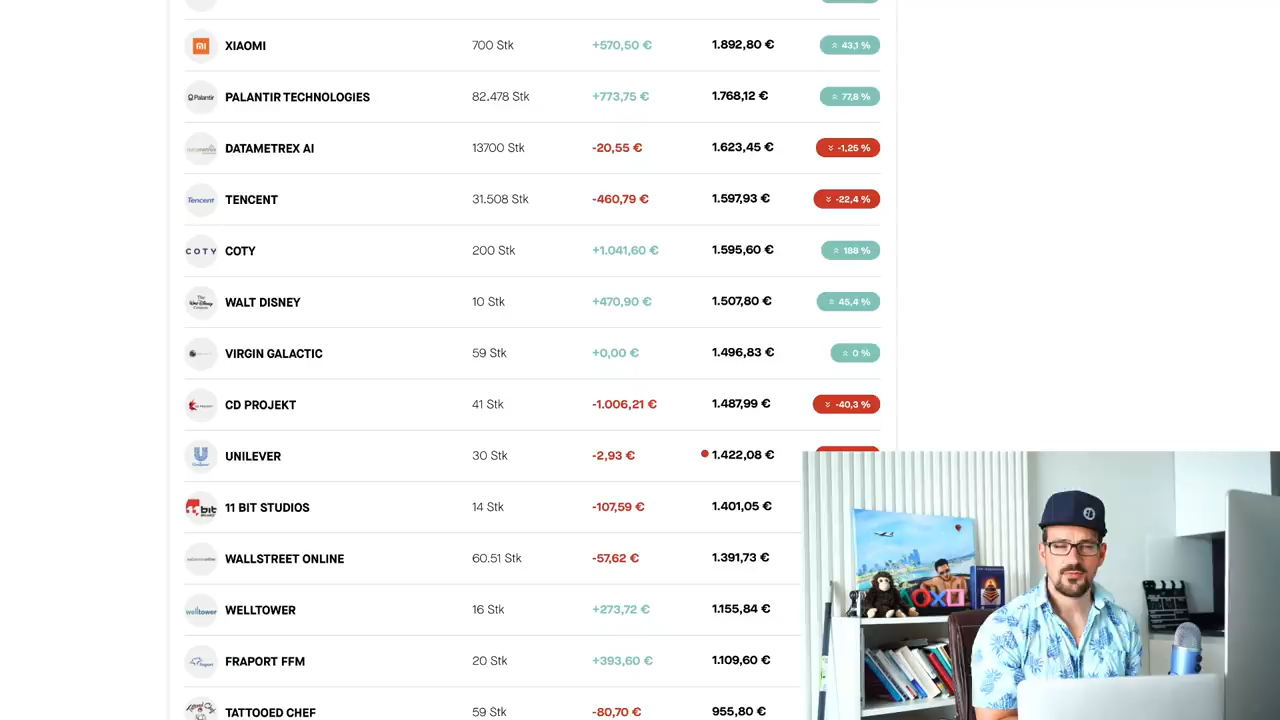 XIAOMI 700 Stk +570,50 € 1.892,80 € 43,1 %
Palantir PALANTIR TECHNOLOGIES 82.478 Stk +773,75 € 1.768,12 € 77,8 %
DATAMETREX AI 13700 Stk -20,55 € 1.623,45 € -1,25 %
Tencent TENCENT 31.508 Stk -460,79 € 1.597,93 € -22,4 %
COTY COTY 200 Stk +1.041,60 € 1.595,60 € 188 %
WALT DISNEY 10 Stk +470,90 € 1.507,80 € 45,4 %
VIRGIN GALACTIC 59 Stk +0,00 € 1.496,83 € 0 %
CD PROJEKT 41 Stk -1.006,21 € 1.487,99 € -40,3 %
UNILEVER 30 Stk -2,93 € 1.422,08 €
11 bit 11 BIT STUDIOS 14 Stk -107,59 € 1.401,05 €
WALLSTREET ONLINE 60.51 Stk -57,62 € 1.391,73 €
welltower WELLTOWER 16 Stk +273,72 € 1.155,84 €
Fraport FRAPORT FFM 20 Stk +393,60 € 1.109,60 €
TATTOOED CHEF 59 Stk -80,70 € 955,80 €